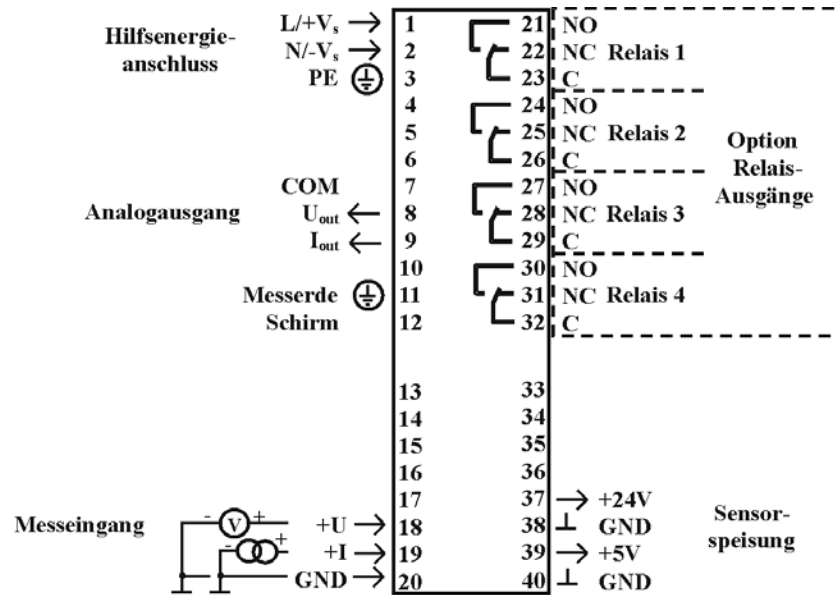 Hilfsenergie-
anschluss
L/+Vs 1 21 NO
N/-Vs 2 22 NC Relais 1
PE 3 23 C
4 24 NO
5 25 NC Relais 2
6 26 C
Option
Relais-
Ausgänge
COM 7 27 NO
Analogausgang Uout 8 28 NC Relais 3
Iout 9 29 C
10 30 NO
Messerde 11 31 NC Relais 4
Schirm 12 32 C
13 33
14 34
15 35
16 36
17 37 +24V
Messeingang - V + +U 18 38 GND
- + +I 19 39 +5V
GND 20 40 GND
Sensor-
speisung